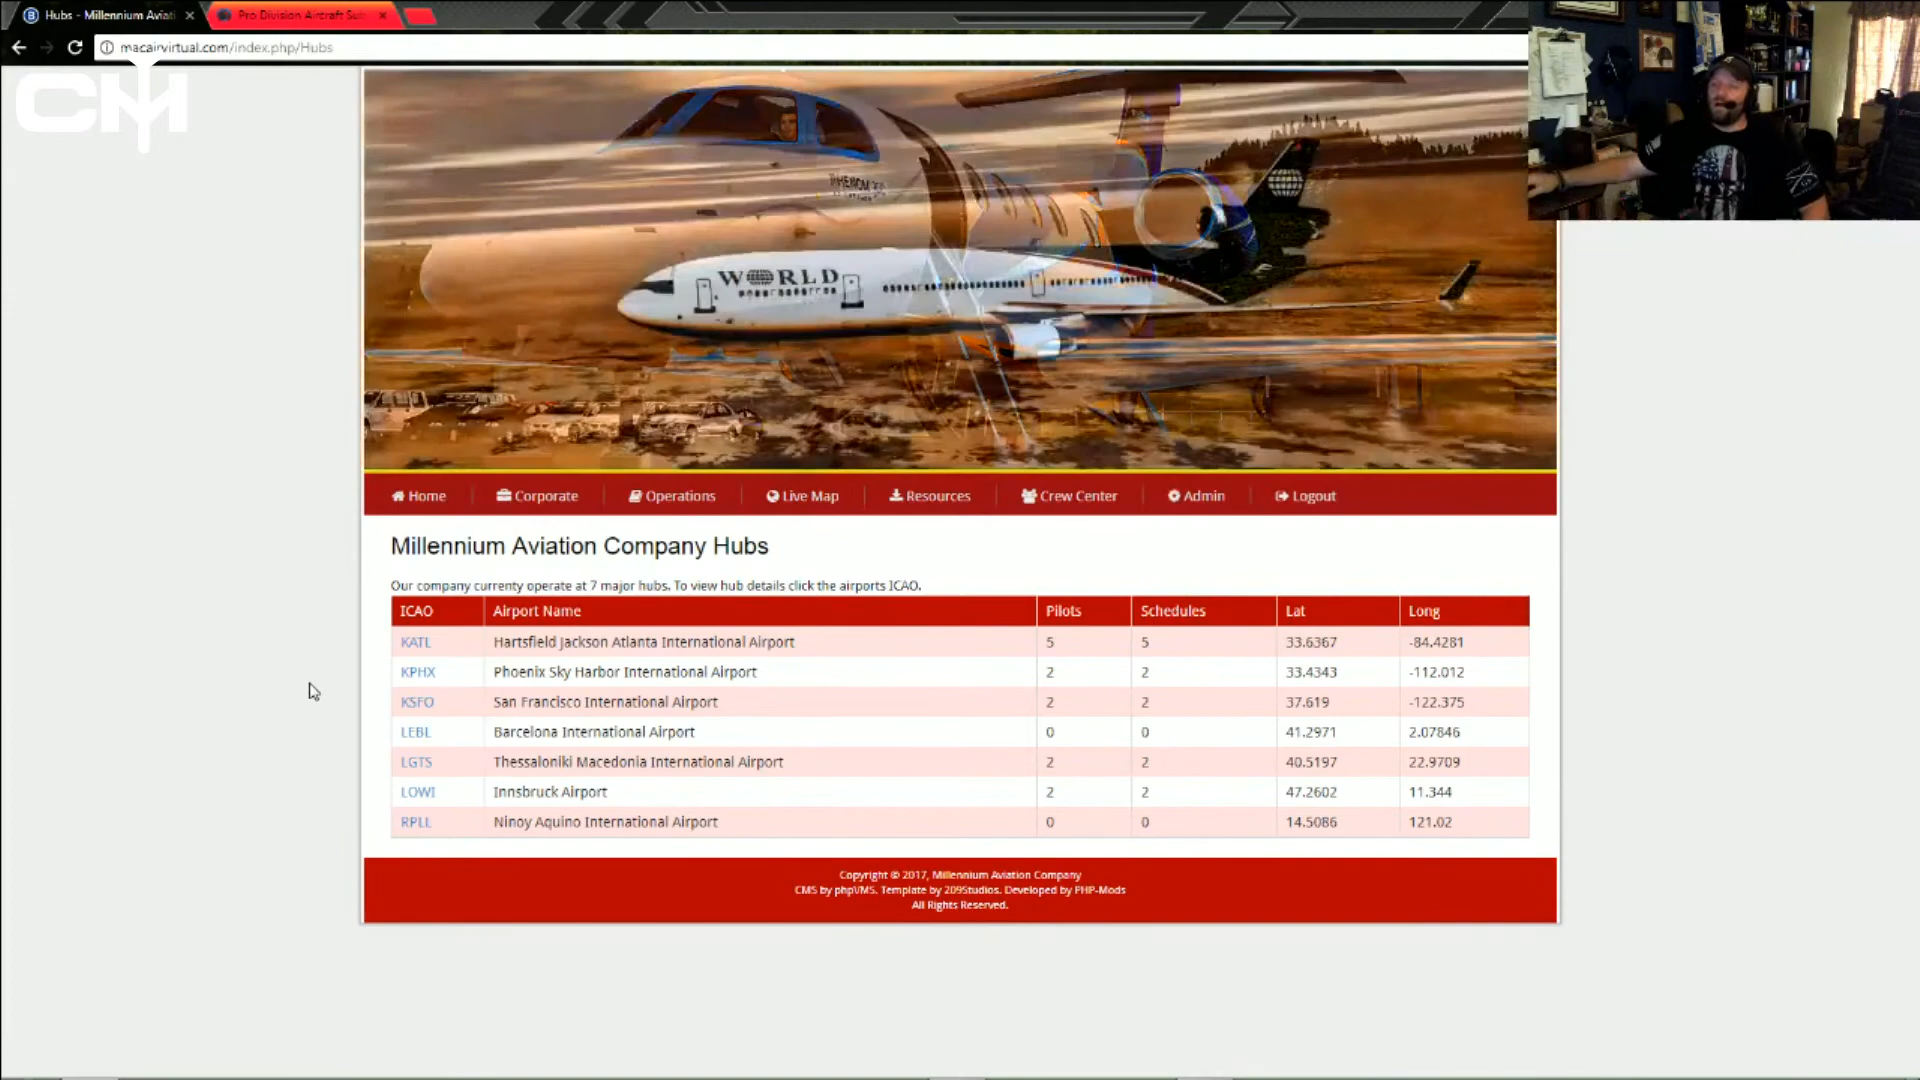 Hubs - Millennium Aviati
Pro Division Aircraft Sub
macairvirtual.com/index.php/Hubs
CM
PHENOM
WORLD
Home
Corporate
Operations
Live Map
Resources
Crew Center
Admin
Logout
Millennium Aviation Company Hubs
Our company currenty operate at 7 major hubs. To view hub details click the airports ICAO.
ICAO Airport Name Pilots Schedules Lat Long
KATL Hartsfield Jackson Atlanta International Airport 5 5 33.6367 -84.4281
KPHX Phoenix Sky Harbor International Airport 2 2 33.4343 -112.012
KSFO San Francisco International Airport 2 2 37.619 -122.375
LEBL Barcelona International Airport 0 0 41.2971 2.07846
LGTS Thessaloniki Macedonia International Airport 2 2 40.5197 22.9709
LOWI Innsbruck Airport 2 2 47.2602 11.344
RPLL Ninoy Aquino International Airport 0 0 14.5086 121.02
Copyright © 2017, Millennium Aviation Company
CMS by phpVMS. Template by 209Studios. Developed by PHP-Mods
All Rights Reserved.